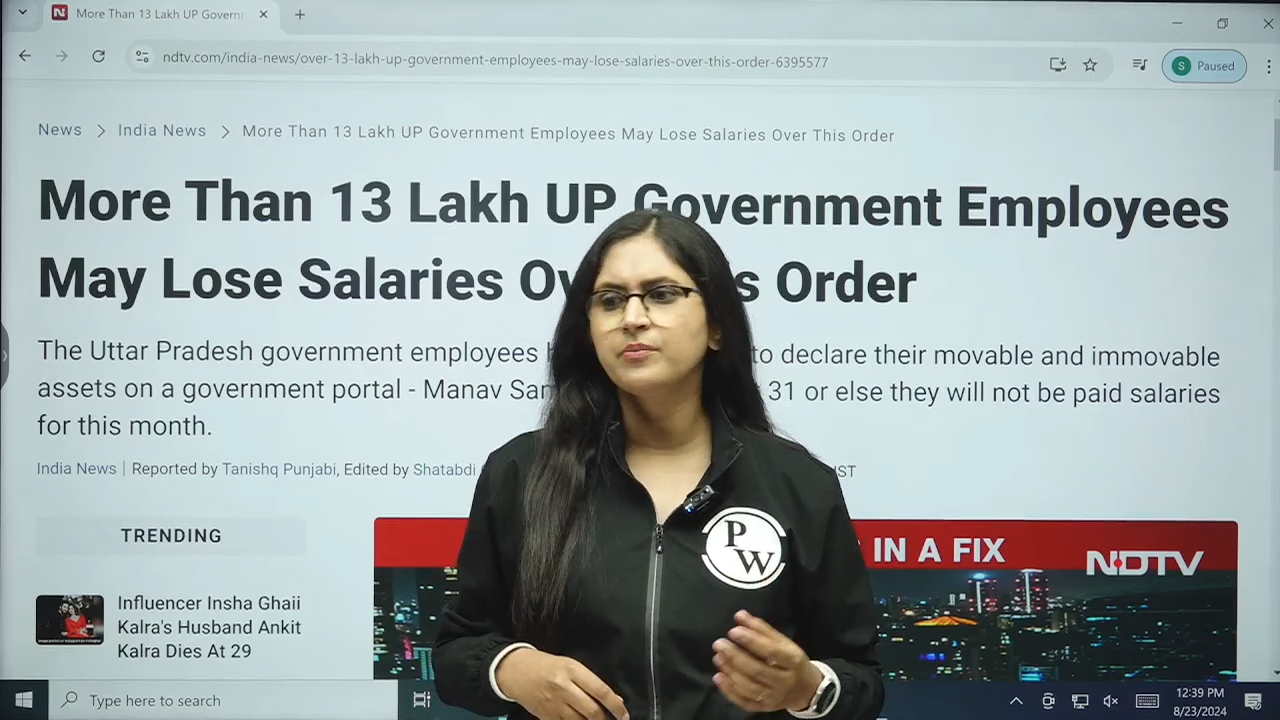 More Than 13 Lakh UP Govern
ndtv.com/india-news/over-13-lakh-up-government-employees-may-lose-salaries-over-this-order-6395577
S Paused
News > India News > More Than 13 Lakh UP Government Employees May Lose Salaries Over This Order
More Than 13 Lakh UP Government Employees
May Lose Salaries Ov s Order
The Uttar Pradesh government employees to declare their movable and immovable
assets on a government portal - Manav Sam 31 or else they will not be paid salaries
for this month.
India News | Reported by Tanishq Punjabi, Edited by Shatabdi IST
TRENDING
IN A FIX
NDTV
Influencer Insha Ghaii
Kalra's Husband Ankit
Kalra Dies At 29
P
W
Type here to search
12:39 PM
8/23/2024